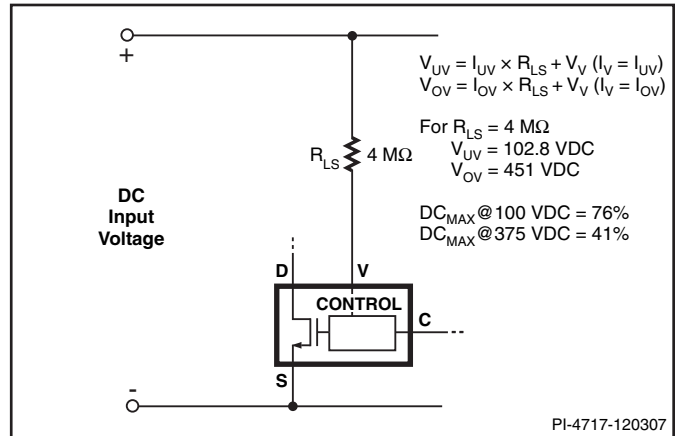 +
V_UV = I_UV × R_LS + V_V (I_V = I_UV)
V_OV = I_OV × R_LS + V_V (I_V = I_OV)
For R_LS = 4 MΩ
V_UV = 102.8 VDC
V_OV = 451 VDC
DC_MAX@100 VDC = 76%
DC_MAX@375 VDC = 41%
R_LS 4 MΩ
DC
Input
Voltage
D V
CONTROL
C
S
-
PI-4717-120307